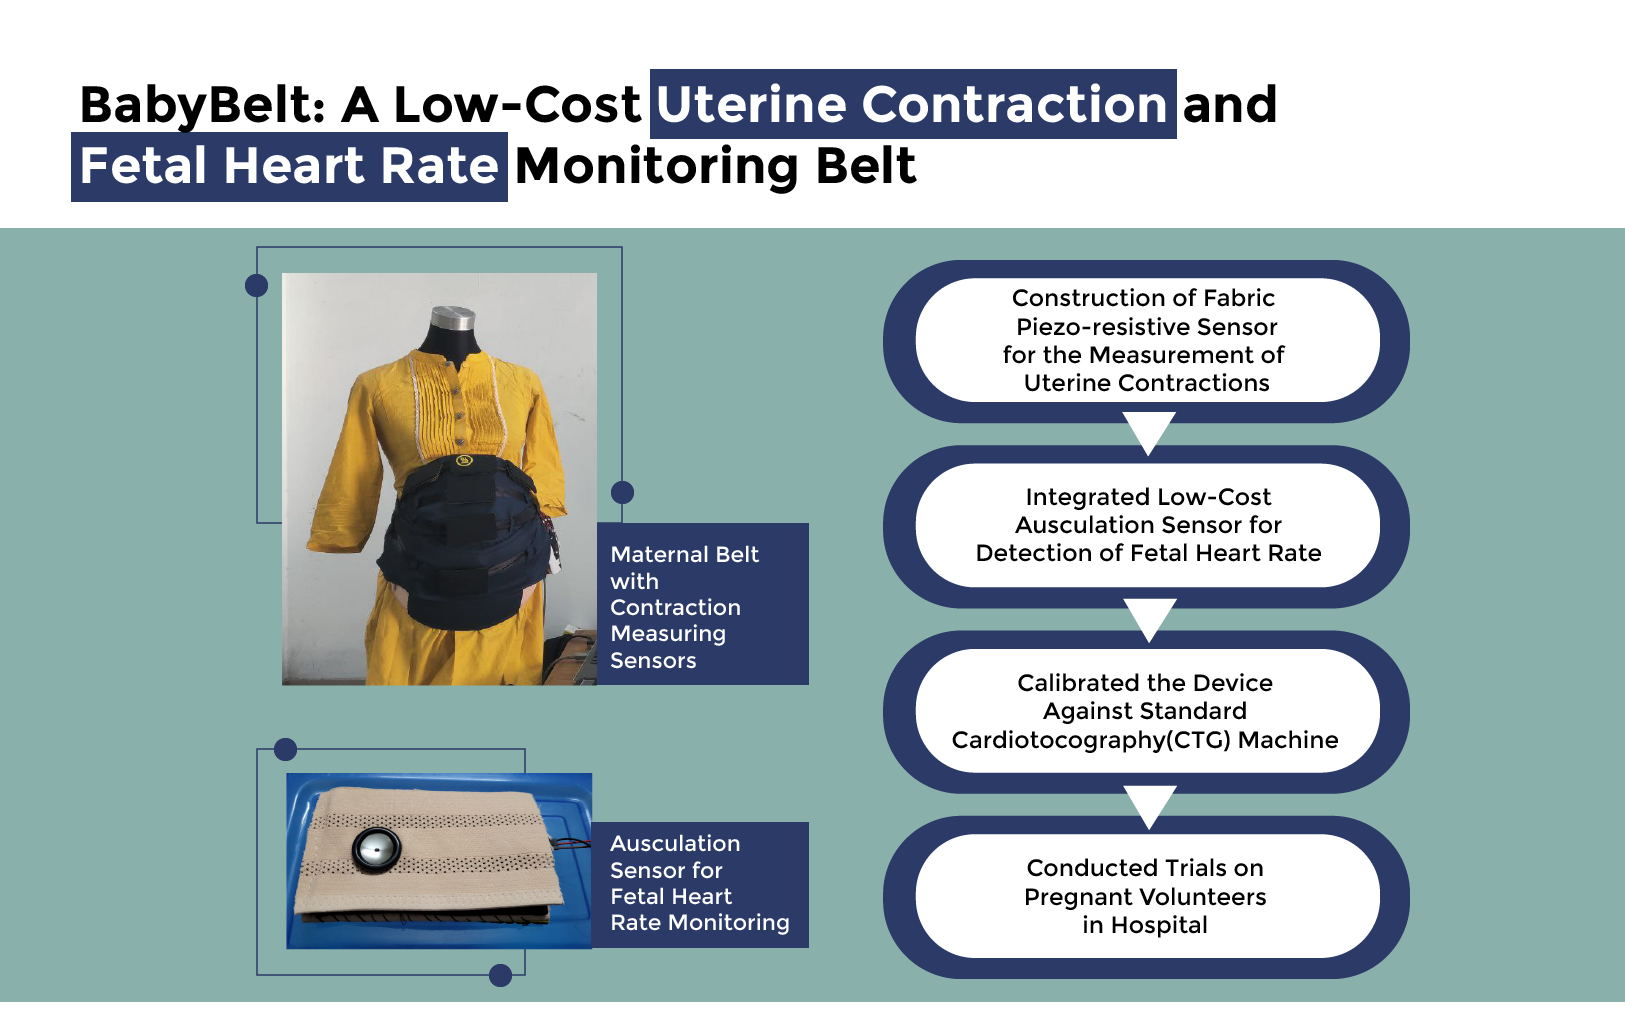 BabyBelt: A Low-Cost Uterine Contraction and
Fetal Heart Rate Monitoring Belt
Maternal Belt
with
Contraction
Measuring
Sensors
Ausculation
Sensor for
Fetal Heart
Rate Monitoring
Construction of Fabric
Piezo-resistive Sensor
for the Measurement of
Uterine Contractions
Integrated Low-Cost
Ausculation Sensor for
Detection of Fetal Heart Rate
Calibrated the Device
Against Standard
Cardiotocography(CTG) Machine
Conducted Trials on
Pregnant Volunteers
in Hospital